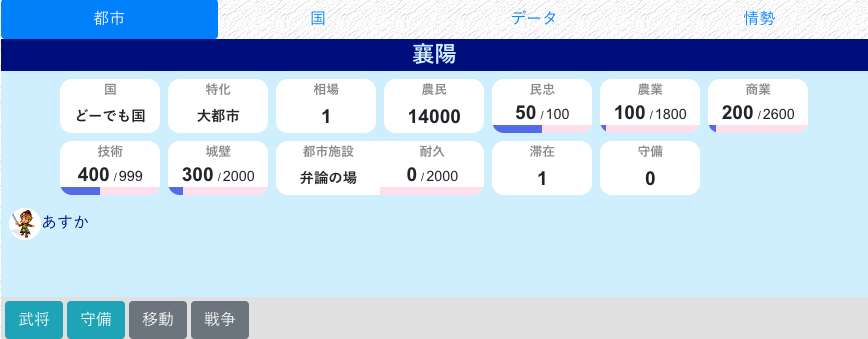 都市 国 データ 情勢
襄陽
国 特化 相場 農民 民忠 農業 商業
どーでも国 大都市 1 14000 50 / 100 100 / 1800 200 / 2600
技術 城壁 都市施設 耐久 滞在 守備
400 / 999 300 / 2000 弁論の場 0 / 2000 1 0
あすか
武将 守備 移動 戦争